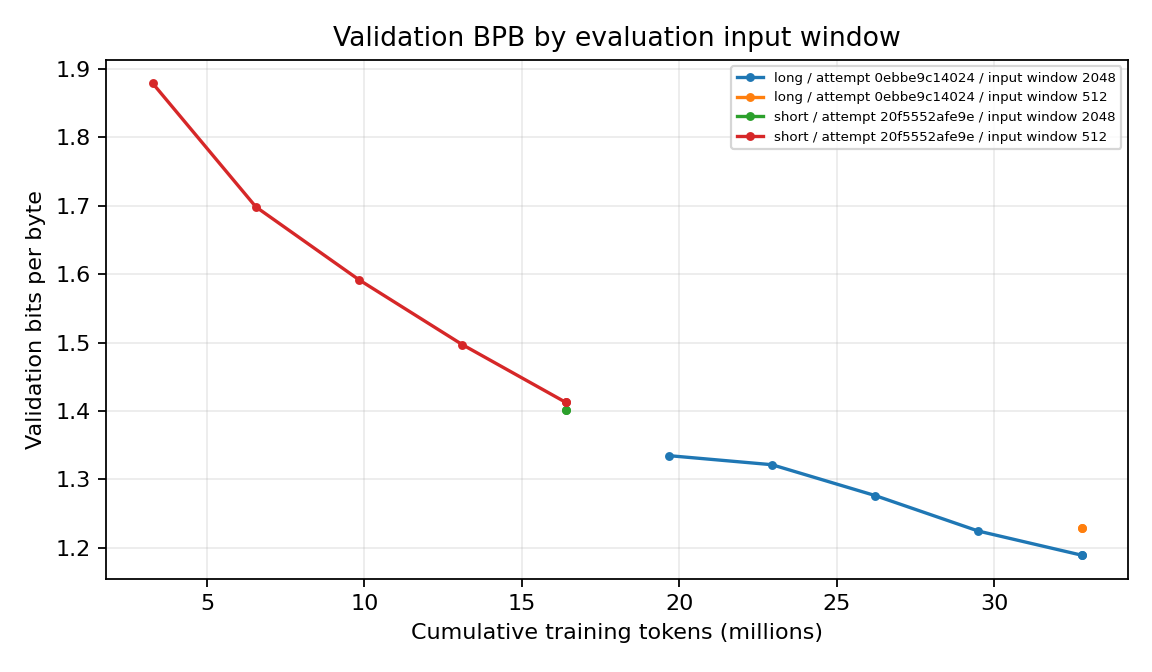 Validation BPB by evaluation input window
long / attempt 0ebbe9c14024 / input window 2048
long / attempt 0ebbe9c14024 / input window 512
short / attempt 20f5552afe9e / input window 2048
short / attempt 20f5552afe9e / input window 512
Validation bits per byte
1.9
1.8
1.7
1.6
1.5
1.4
1.3
1.2
5
10
15
20
25
30
Cumulative training tokens (millions)